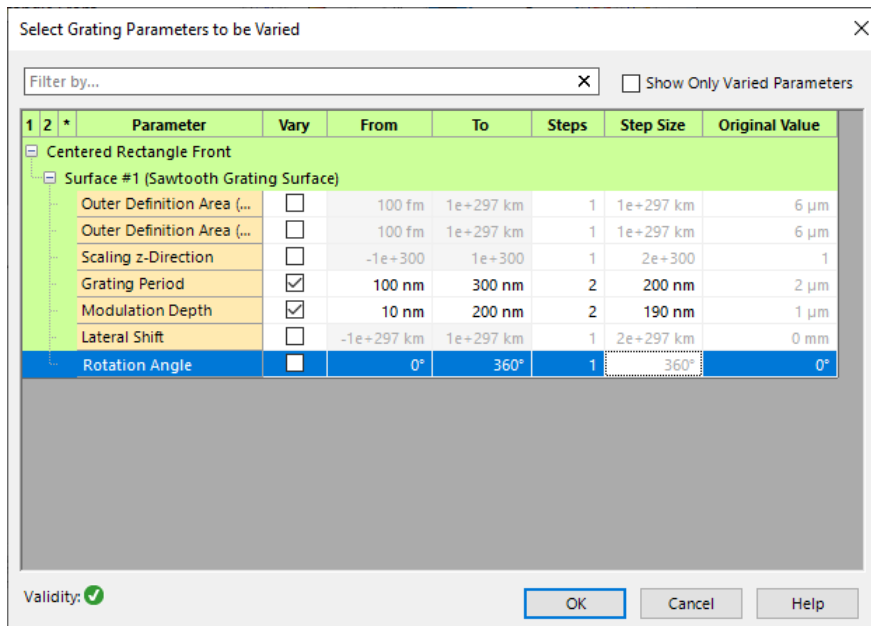 Select Grating Parameters to be Varied
Filter by...
Show Only Varied Parameters
1 2 * Parameter Vary From To Steps Step Size Original Value
Centered Rectangle Front
Surface #1 (Sawtooth Grating Surface)
Outer Definition Area (... 100 fm 1e+297 km 1 1e+297 km 6 µm
Outer Definition Area (... 100 fm 1e+297 km 1 1e+297 km 6 µm
Scaling z-Direction -1e+300 1e+300 1 2e+300 1
Grating Period 100 nm 300 nm 2 200 nm 2 µm
Modulation Depth 10 nm 200 nm 2 190 nm 1 µm
Lateral Shift -1e+297 km 1e+297 km 1 2e+297 km 0 mm
Rotation Angle 0° 360° 1 360° 0°
Validity:
OK Cancel Help